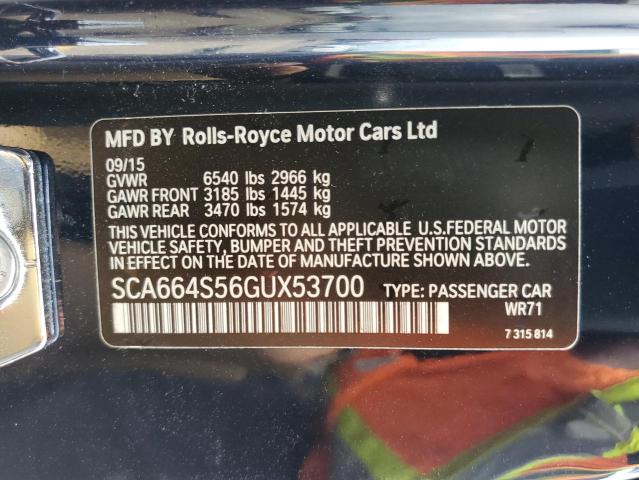 MFD BY Rolls-Royce Motor Cars Ltd
09/15
GVWR 6540 lbs 2966 kg
GAWR FRONT 3185 lbs 1445 kg
GAWR REAR 3470 lbs 1574 kg
THIS VEHICLE CONFORMS TO ALL APPLICABLE U.S.FEDERAL MOTOR
VEHICLE SAFETY, BUMPER AND THEFT PREVENTION STANDARDS
IN EFFECT ON THE DATE OF MANUFACTURE SHOWN ABOVE.
SCA664S56GUX53700 TYPE: PASSENGER CAR
WR71
7 315 814